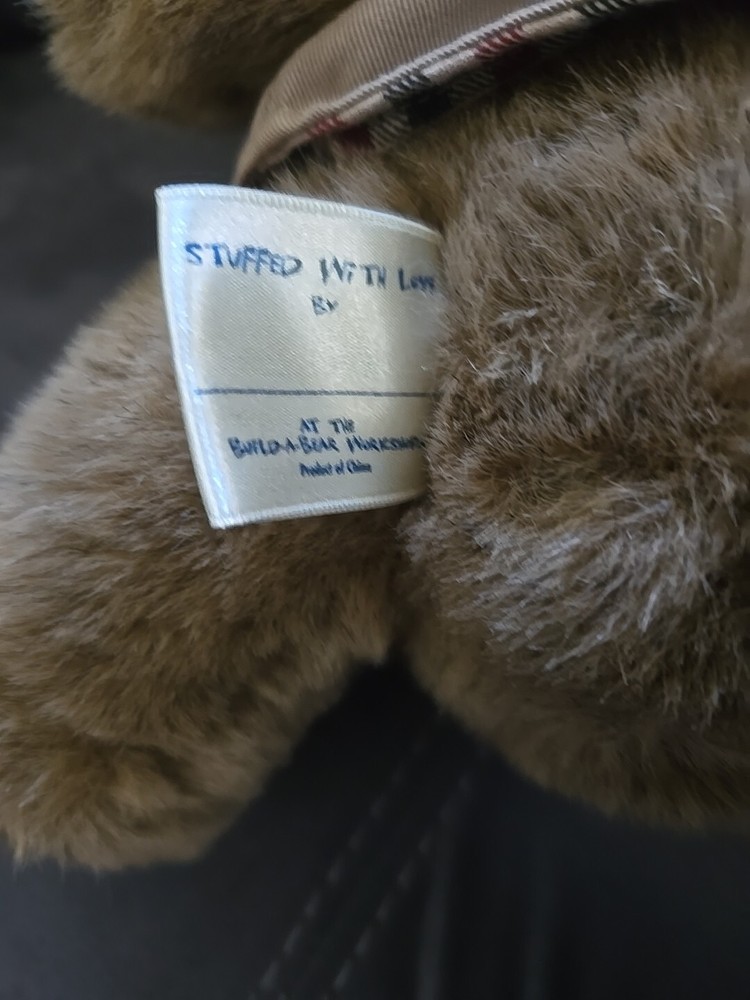 STUFFED WITH LOVE
BY
AT THE
BUILD-A-BEAR WORKSHOP
Product of China